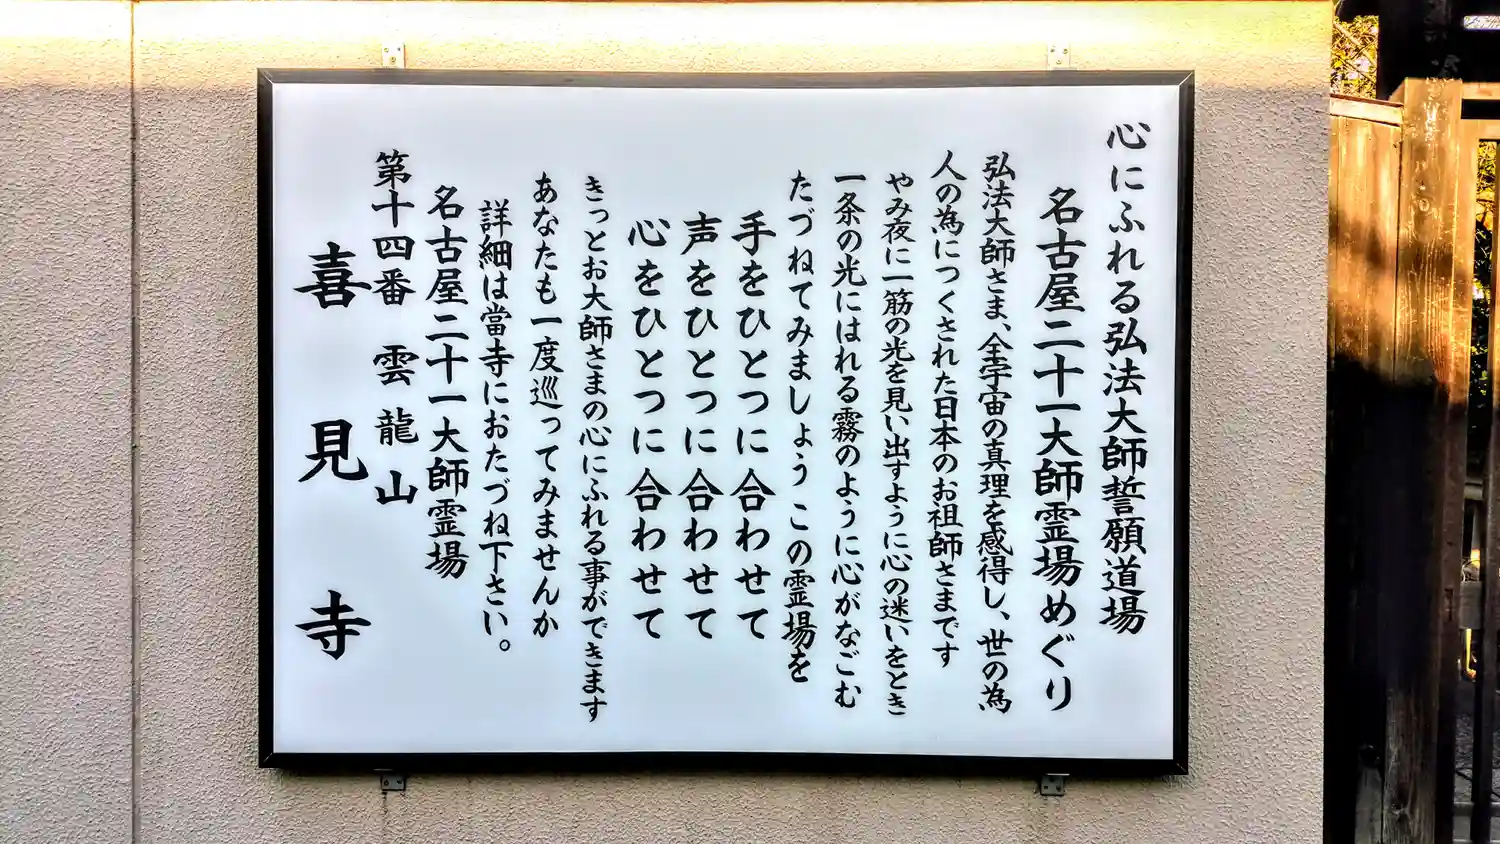 心にふれる弘法大師誓願道場
名古屋二十一大師霊場めぐり
弘法大師さま、全宇宙の真理を感得し、世の為
人の為につくされた日本のお祖師さまです
やみ夜に一筋の光を見い出すように心の迷いをとき
一条の光にはれる霧のように心がなごむ
たづねてみましょうこの霊場を
手をひとつに合わせて
声をひとつに合わせて
心をひとつに合わせて
きっとお大師さまの心にふれる事ができます
あなたも一度巡ってみませんか
詳細は當寺におたづね下さい。
名古屋二十一大師霊場
第十四番 雲龍山
喜見寺